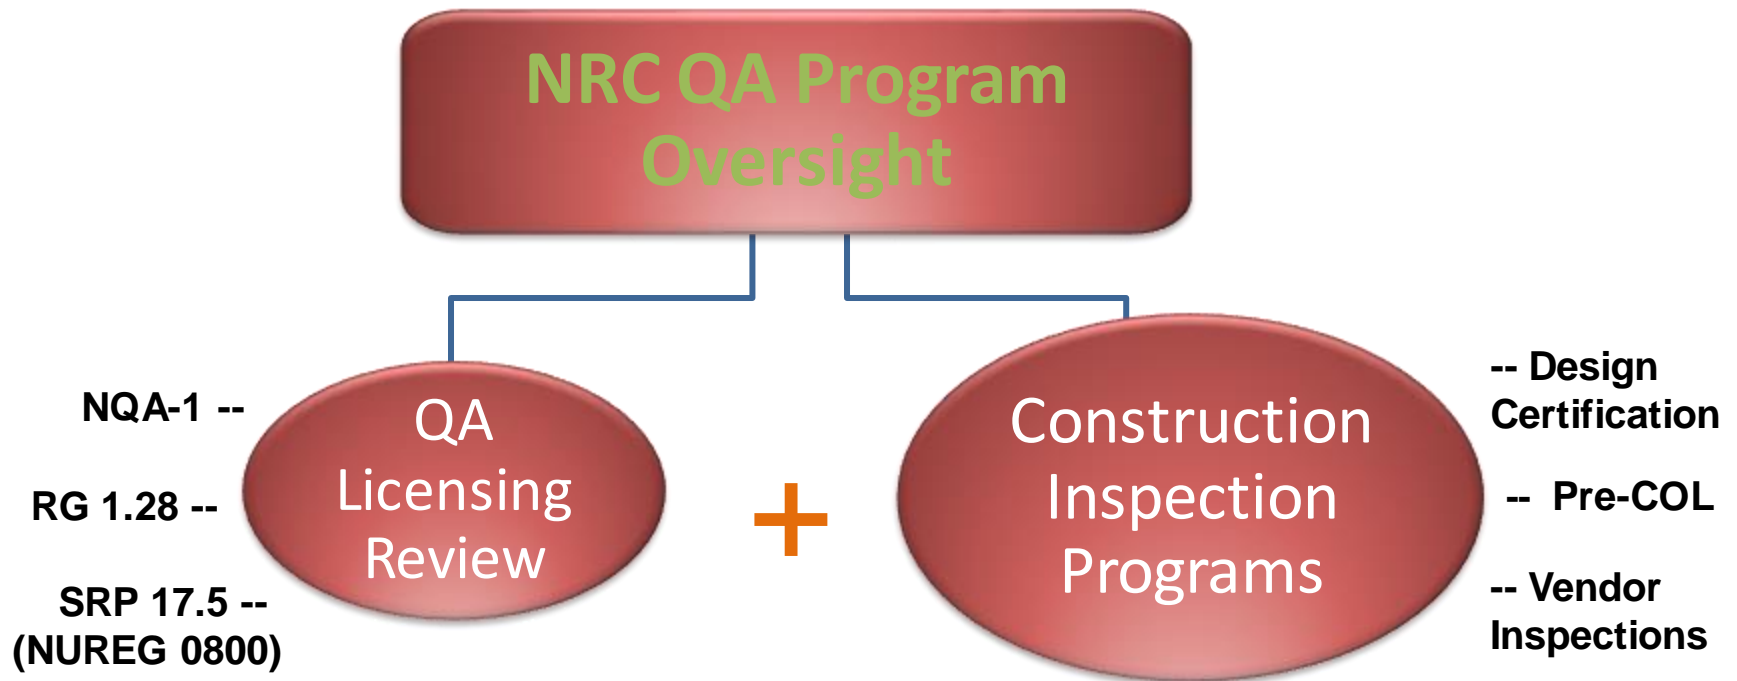 NRC QA Program
Oversight
NQA-1 --
RG 1.28 --
SRP 17.5 --
(NUREG 0800)
QA
Licensing
Review
+
Construction
Inspection
Programs
-- Design
Certification
-- Pre-COL
-- Vendor
Inspections